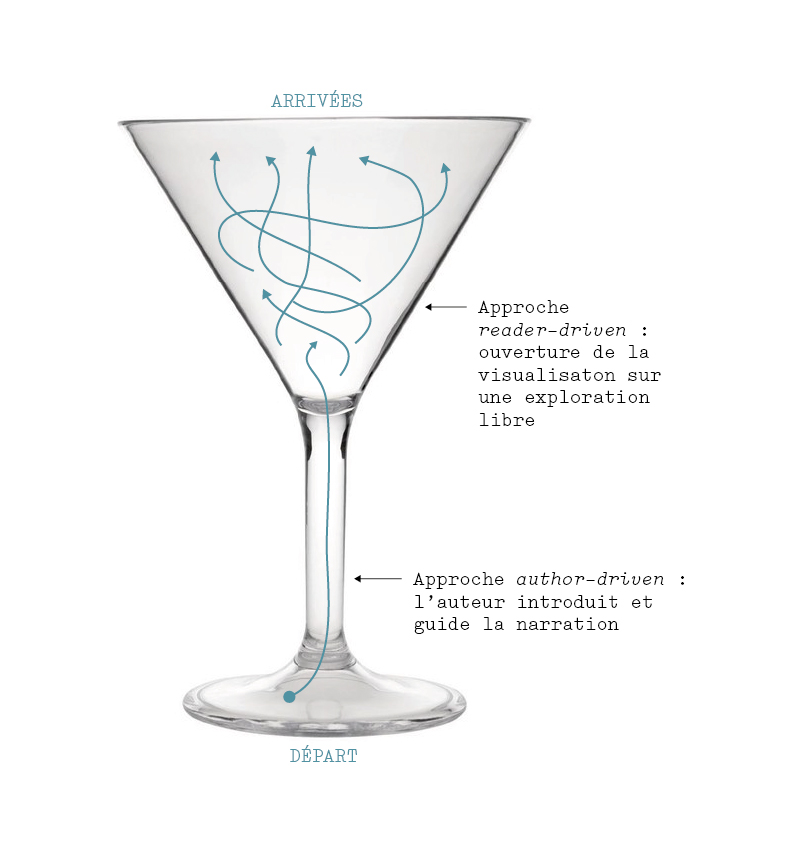 ARRIVÉES
Approche
reader-driven :
ouverture de la
visualisaton sur
une exploration
libre
Approche author-driven :
l'auteur introduit et
guide la narration
DÉPART